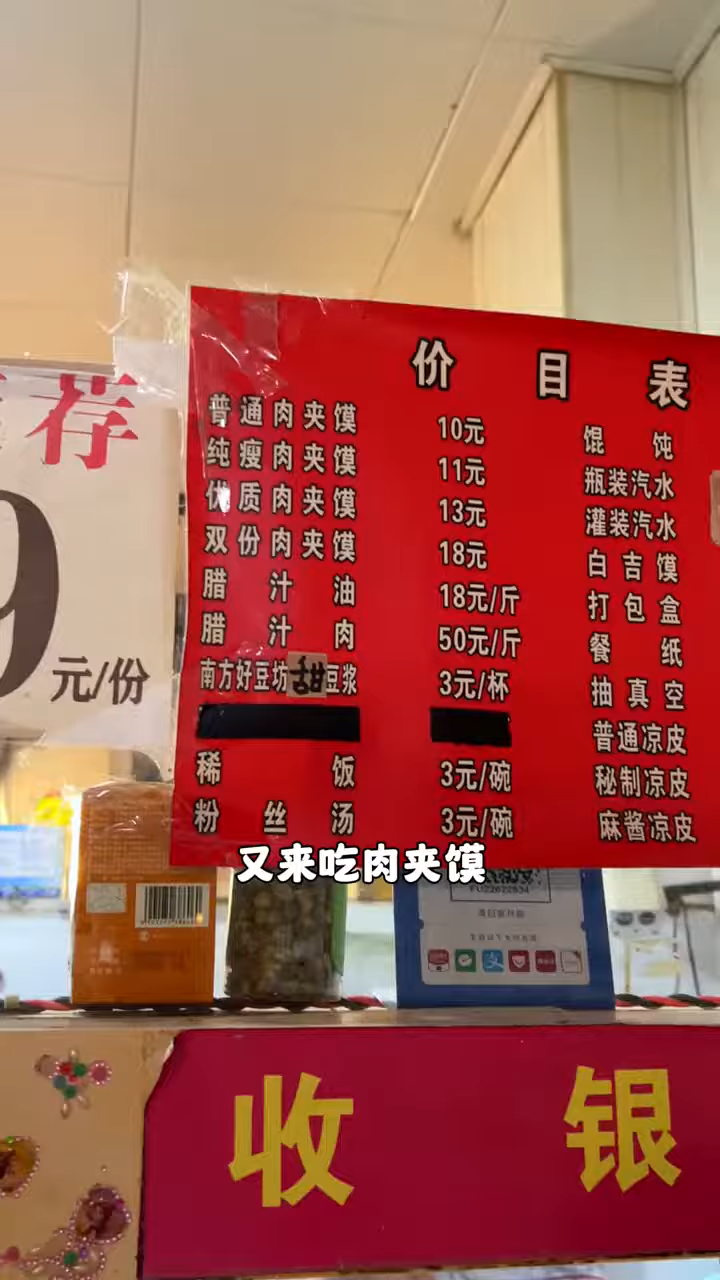 荐
9
元/份
价目表
普通肉夹馍 10元 馄饨
纯瘦肉夹馍 11元 瓶装汽水
优质肉夹馍 13元 灌装汽水
双份肉夹馍 18元 白吉馍
腊汁油 18元/斤 打包盒
腊汁肉 50元/斤 餐纸
南方好豆坊甜豆浆 3元/杯 抽真空
普通凉皮
稀饭 3元/碗 秘制凉皮
粉丝汤 3元/碗 麻酱凉皮
又来吃肉夹馍
收银